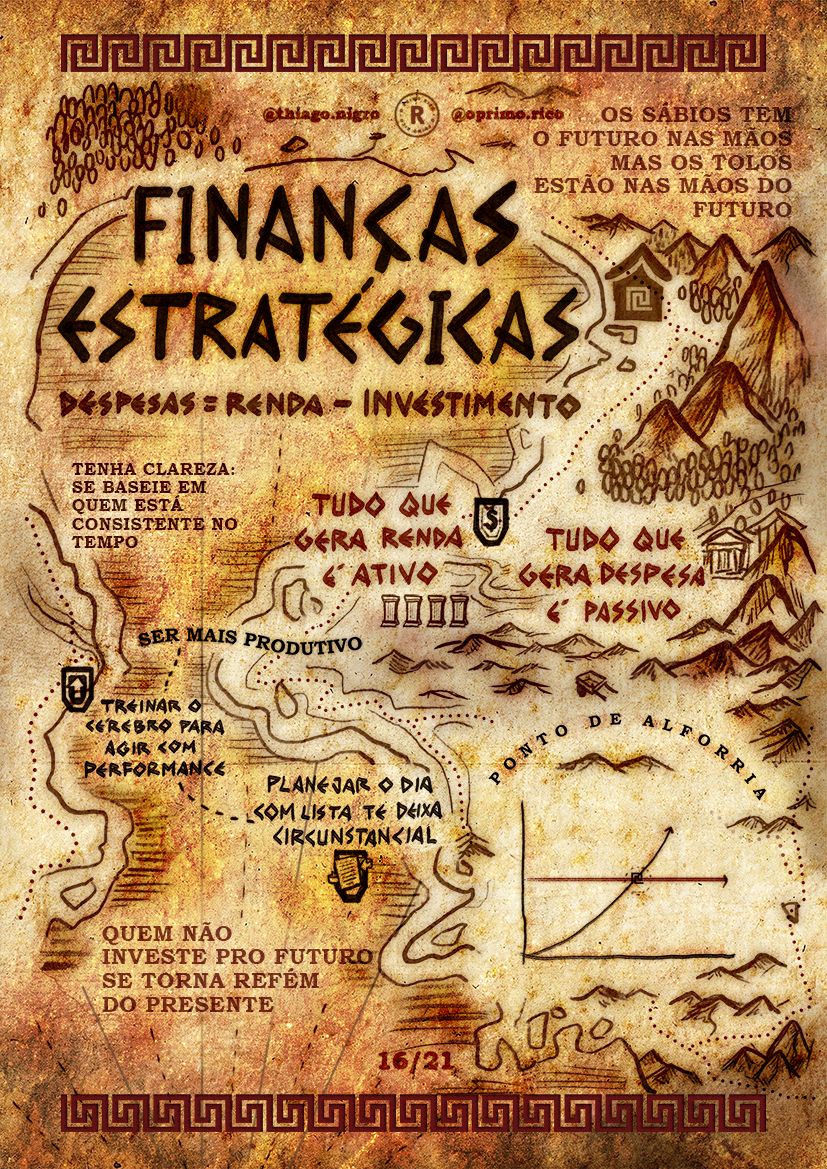 @thiago.nigro R @oprimo.rico
OS SÁBIOS TÊM
O FUTURO NAS MÃOS
MAS OS TOLOS
ESTÃO NAS MÃOS DO
FUTURO
FINANÇAS
ESTRATÉGICAS
DESPESAS = RENDA - INVESTIMENTO
TENHA CLAREZA:
SE BASEIE EM
QUEM ESTÁ
CONSISTENTE NO
TEMPO
TUDO QUE
GERA RENDA
É ATIVO
$
TUDO QUE
GERA DESPESA
É PASSIVO
SER MAIS PRODUTIVO
TREINAR O
CEREBRO PARA
AGIR COM
PERFORMANCE
PLANEJAR O DIA
COM LISTA TE DEIXA
CIRCUNSTANCIAL
PONTO DE ALFORRIA
QUEM NÃO
INVESTE PRO FUTURO
SE TORNA REFÉM
DO PRESENTE
16/21